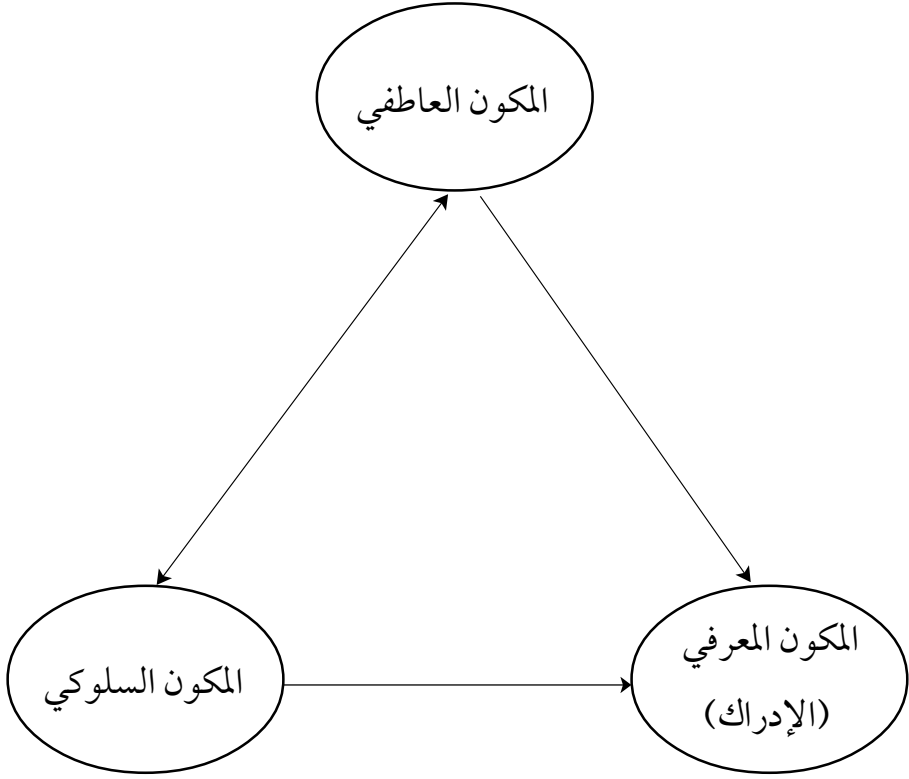 المكون العاطفي
المكون المعرفي
(الإدراك)
المكون السلوكي